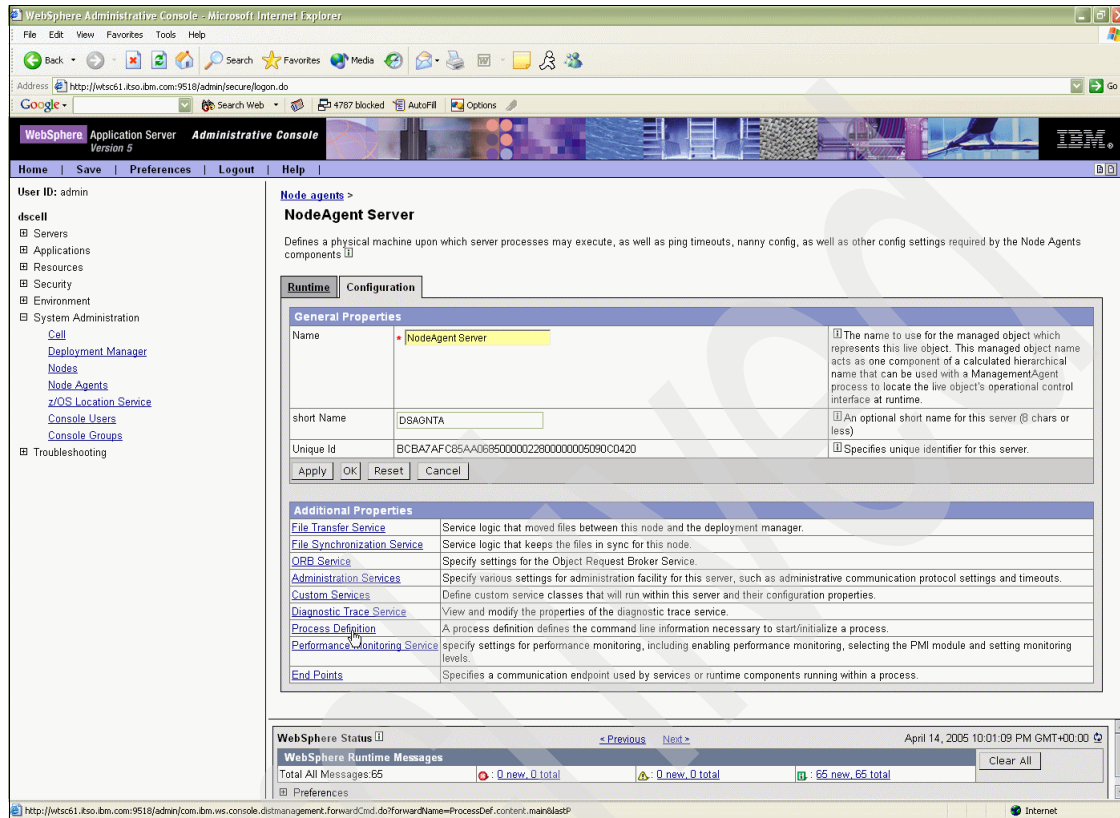 WebSphere Administrative Console - Microsoft Internet Explorer
File Edit View Favorites Tools Help
Back Search Favorites Media
Address http://wtsc61.itso.ibm.com:9518/admin/secure/logon.do Go
Google Search Web 4787 blocked AutoFill Options
WebSphere Application Server Administrative Console
Version 5
IBM
Home | Save | Preferences | Logout | Help |
User ID: admin
dscell
Servers
Applications
Resources
Security
Environment
System Administration
Cell
Deployment Manager
Nodes
Node Agents
z/OS Location Service
Console Users
Console Groups
Troubleshooting
Node agents >
NodeAgent Server
Defines a physical machine upon which server processes may execute, as well as ping timeouts, nanny config, as well as other config settings required by the Node Agents
components
Runtime Configuration
General Properties
Name * NodeAgent Server The name to use for the managed object which
represents this live object. This managed object name
acts as one component of a calculated hierarchical
name that can be used with a ManagementAgent
process to locate the live object's operational control
interface at runtime.
short Name DSAGNTA An optional short name for this server (8 chars or
less)
Unique Id BCBA7AFC85AA06850000022800000005090C0420 Specifies unique identifier for this server.
Apply OK Reset Cancel
Additional Properties
File Transfer Service Service logic that moved files between this node and the deployment manager.
File Synchronization Service Service logic that keeps the files in sync for this node.
ORB Service Specify settings for the Object Request Broker Service.
Administration Services Specify various settings for administration facility for this server, such as administrative communication protocol settings and timeouts.
Custom Services Define custom service classes that will run within this server and their configuration properties.
Diagnostic Trace Service View and modify the properties of the diagnostic trace service.
Process Definition A process definition defines the command line information necessary to start/initialize a process.
Performance Monitoring Service specify settings for performance monitoring, including enabling performance monitoring, selecting the PMI module and setting monitoring
levels.
End Points Specifies a communication endpoint used by services or runtime components running within a process.
WebSphere Status < Previous Next > April 14, 2005 10:01:09 PM GMT+00:00
WebSphere Runtime Messages Clear All
Total All Messages:65 : 0 new, 0 total : 0 new, 0 total : 65 new, 65 total
Preferences
http://wtsc61.itso.ibm.com:9518/admin/com.ibm.ws.console.distmanagement.forwardCmd.do?forwardName=ProcessDef.content.main&lastP Internet